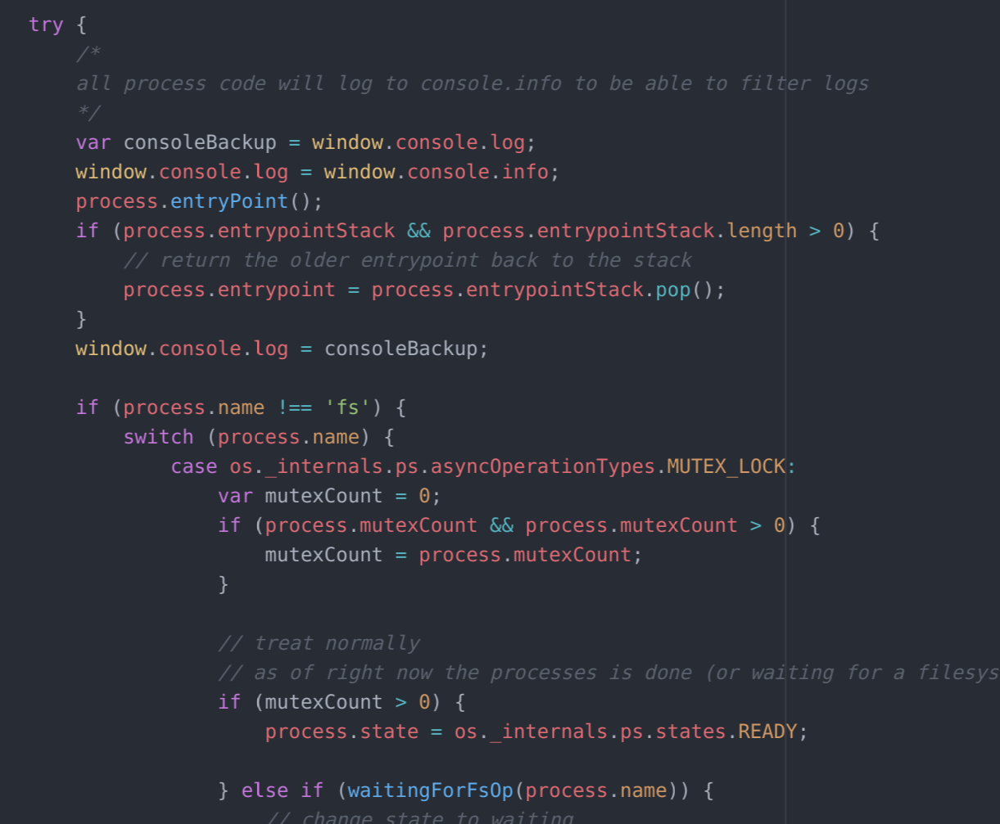 try {
/*
all process code will log to console.info to be able to filter logs
*/
var consoleBackup = window.console.log;
window.console.log = window.console.info;
process.entryPoint();
if (process.entrypointStack && process.entrypointStack.length > 0) {
// return the older entrypoint back to the stack
process.entrypoint = process.entrypointStack.pop();
}
window.console.log = consoleBackup;
if (process.name !== 'fs') {
switch (process.name) {
case os._internals.ps.asyncOperationTypes.MUTEX_LOCK:
var mutexCount = 0;
if (process.mutexCount && process.mutexCount > 0) {
mutexCount = process.mutexCount;
}
// treat normally
// as of right now the processes is done (or waiting for a filesys
if (mutexCount > 0) {
process.state = os._internals.ps.states.READY;
} else if (waitingForFsOp(process.name)) {
// change state to waiting